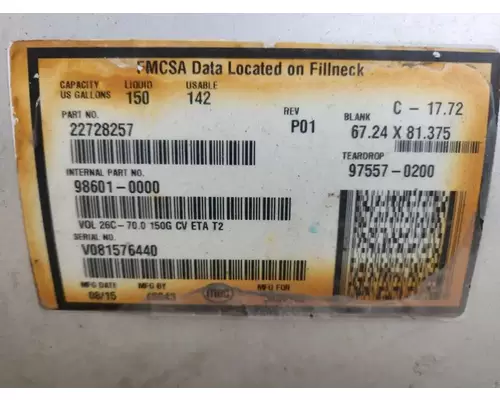 FMCSA Data Located on Fillneck
CAPACITY US GALLONS LIQUID 150 USABLE 142
PART NO. 22728257
REV P01
BLANK C - 17.72
67.24 X 81.375
TEARDROP 97557-0200
INTERNAL PART NO. 98601-0000
VOL 26C-70.0 150G CV ETA T2
SERIAL NO. V081576440
MFG DATE 08/15
MFG BY
MFG FOR